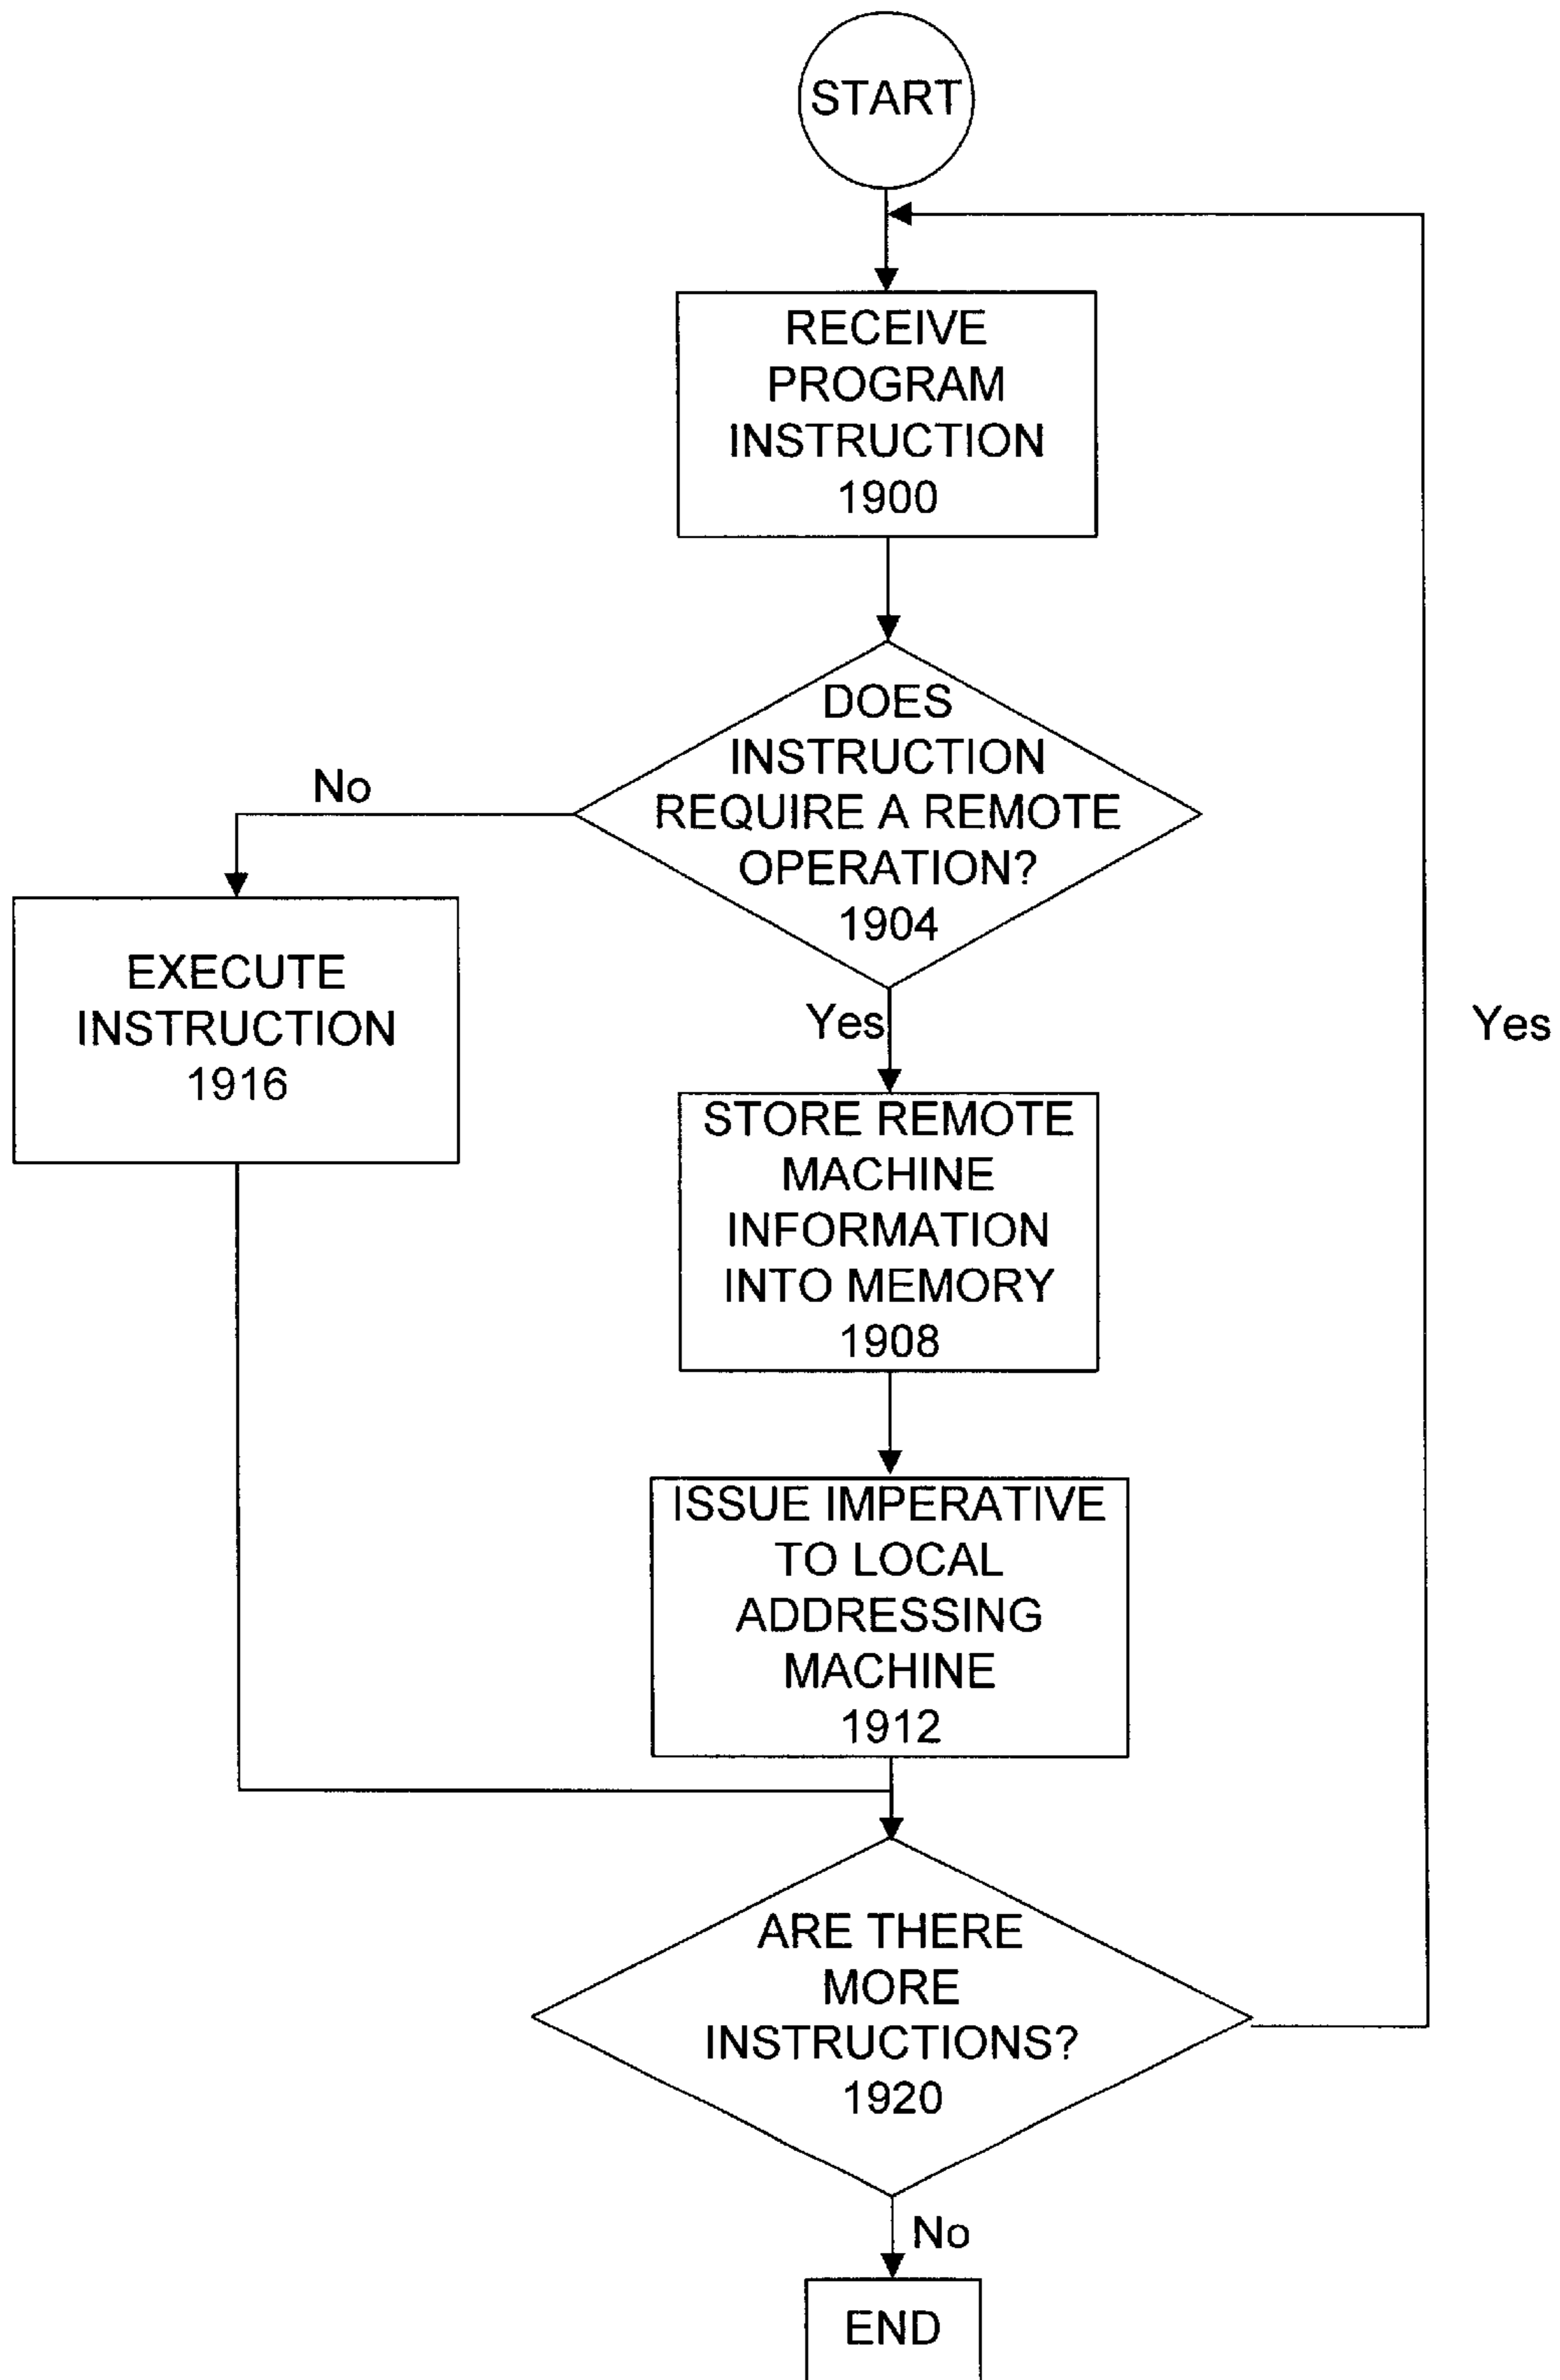 START
RECEIVE
PROGRAM
INSTRUCTION
1900
DOES
INSTRUCTION
REQUIRE A REMOTE
OPERATION?
1904
No
EXECUTE
INSTRUCTION
1916
Yes
Yes
STORE REMOTE
MACHINE
INFORMATION
INTO MEMORY
1908
ISSUE IMPERATIVE
TO LOCAL
ADDRESSING
MACHINE
1912
ARE THERE
MORE
INSTRUCTIONS?
1920
No
END